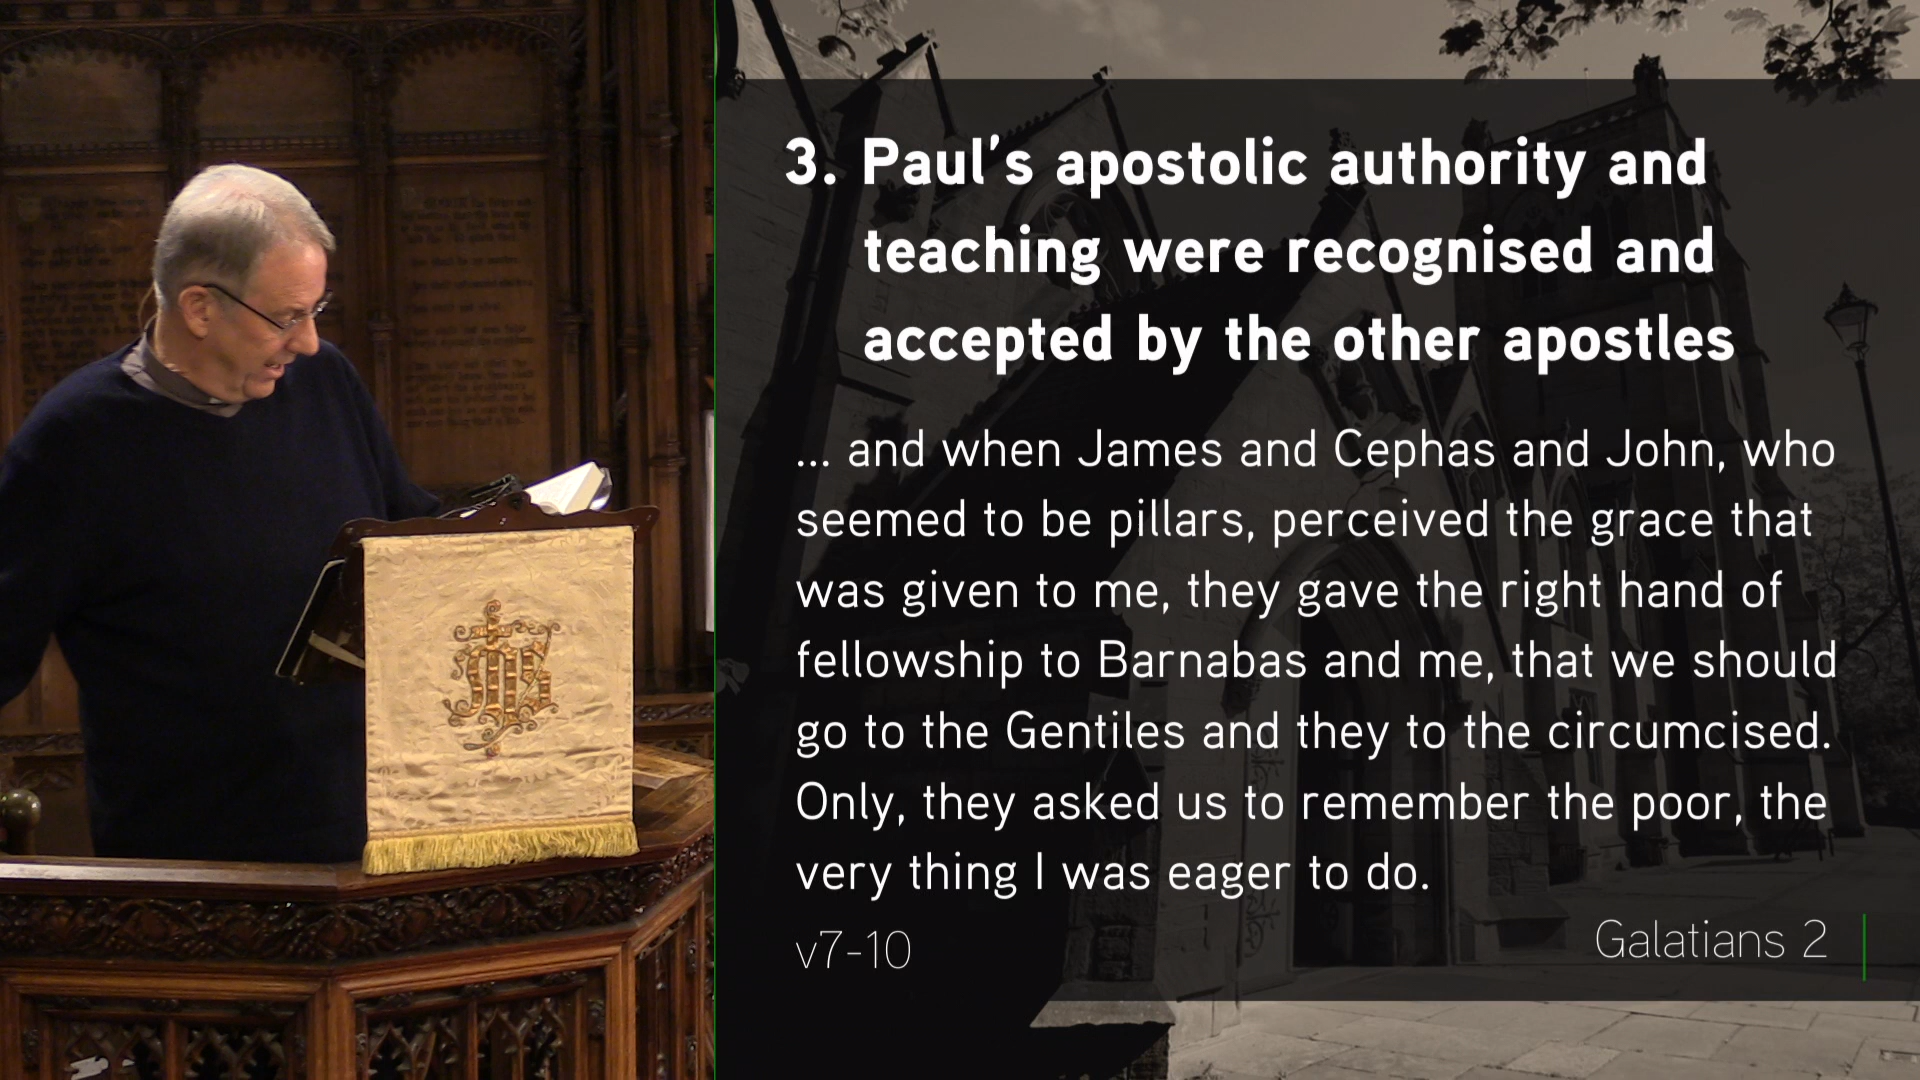 3. Paul's apostolic authority and
teaching were recognised and
accepted by the other apostles
... and when James and Cephas and John, who
seemed to be pillars, perceived the grace that
was given to me, they gave the right hand of
fellowship to Barnabas and me, that we should
go to the Gentiles and they to the circumcised.
Only, they asked us to remember the poor, the
very thing I was eager to do.
v7-10
Galatians 2